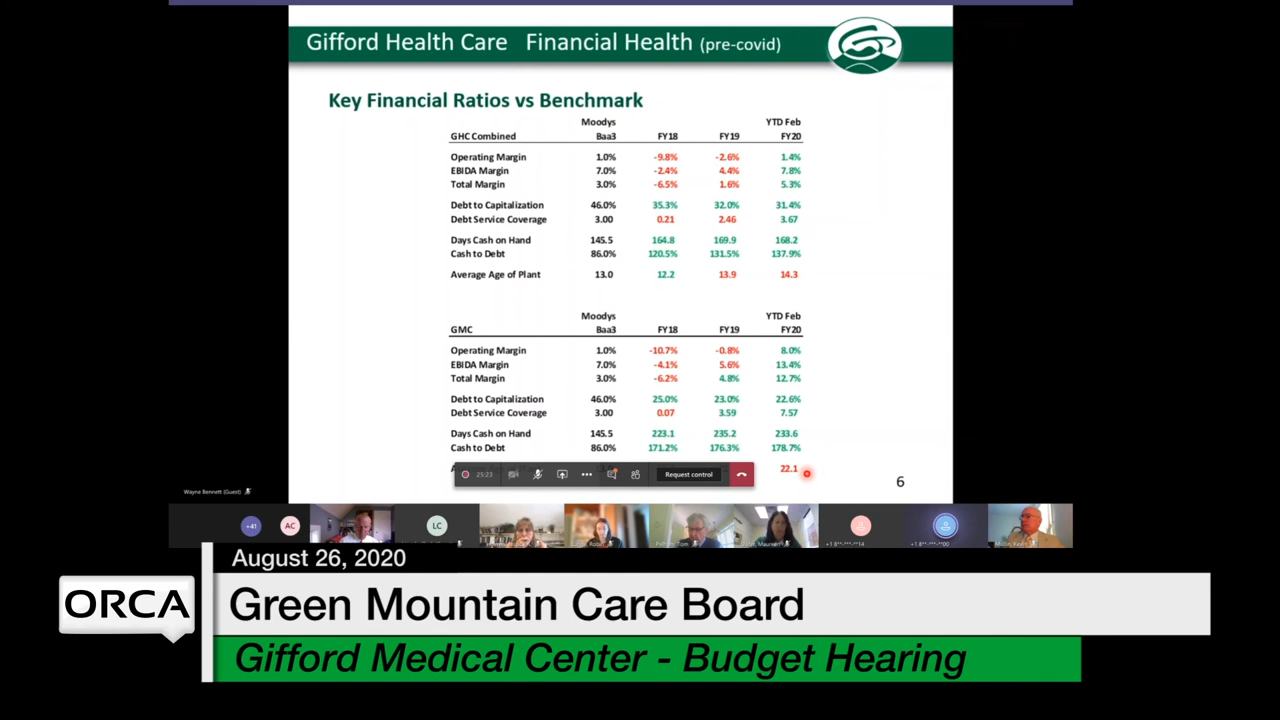 Gifford Health Care Financial Health (pre-covid)
Key Financial Ratios vs Benchmark
Moodys YTD Feb
GHC Combined Baa3 FY18 FY19 FY20
Operating Margin 1.0% -9.8% -2.6% 1.4%
EBIDA Margin 7.0% -2.4% 4.4% 7.8%
Total Margin 3.0% -6.5% 1.6% 5.3%
Debt to Capitalization 46.0% 35.3% 32.0% 31.4%
Debt Service Coverage 3.00 0.21 2.46 3.67
Days Cash on Hand 145.5 164.8 169.9 168.2
Cash to Debt 86.0% 120.5% 131.5% 137.9%
Average Age of Plant 13.0 12.2 13.9 14.3
Moodys YTD Feb
GMC Baa3 FY18 FY19 FY20
Operating Margin 1.0% -10.7% -0.8% 8.0%
EBIDA Margin 7.0% -4.1% 5.6% 13.4%
Total Margin 3.0% -6.2% 4.8% 12.7%
Debt to Capitalization 46.0% 25.0% 23.0% 22.6%
Debt Service Coverage 3.00 0.07 3.59 7.57
Days Cash on Hand 145.5 223.1 235.2 233.6
Cash to Debt 86.0% 171.2% 176.3% 178.7%
22.1
25:23 Request control
6
Wayne Bennett (Guest)
+41 AC LC
August 26, 2020
ORCA
Green Mountain Care Board
Gifford Medical Center - Budget Hearing